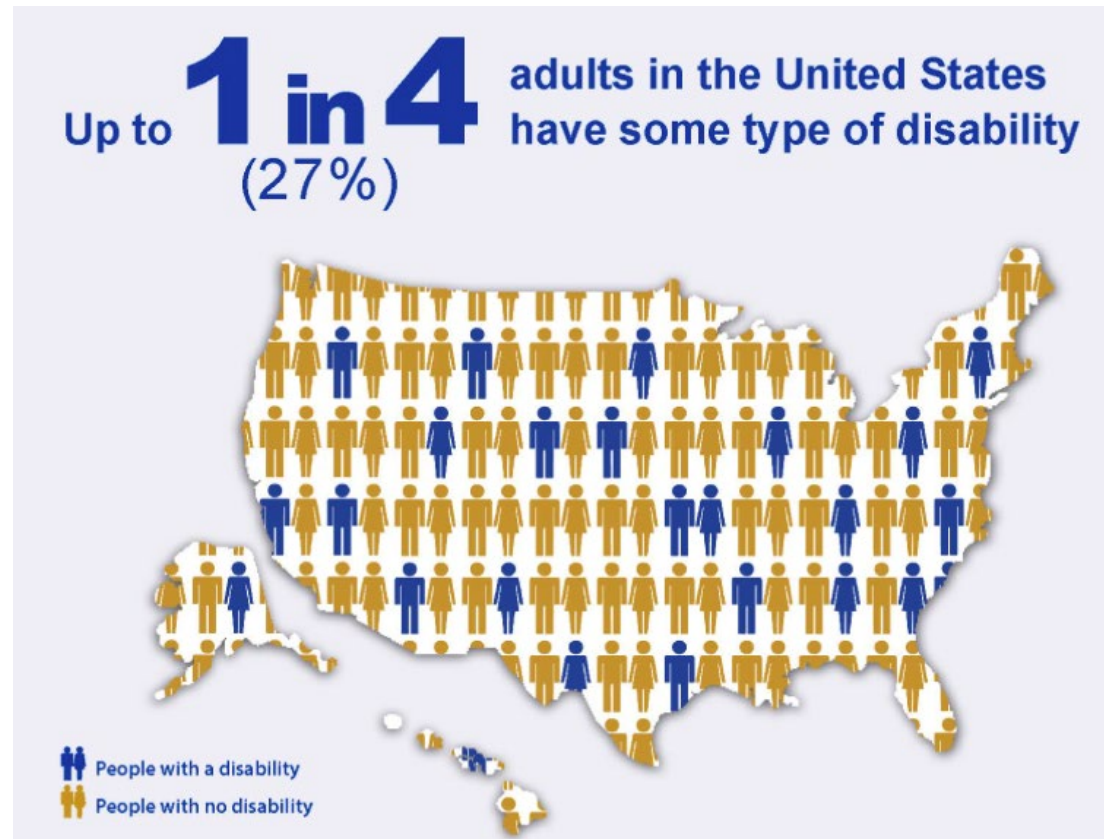 Up to 1 in 4 adults in the United States
have some type of disability
(27%)
People with a disability
People with no disability